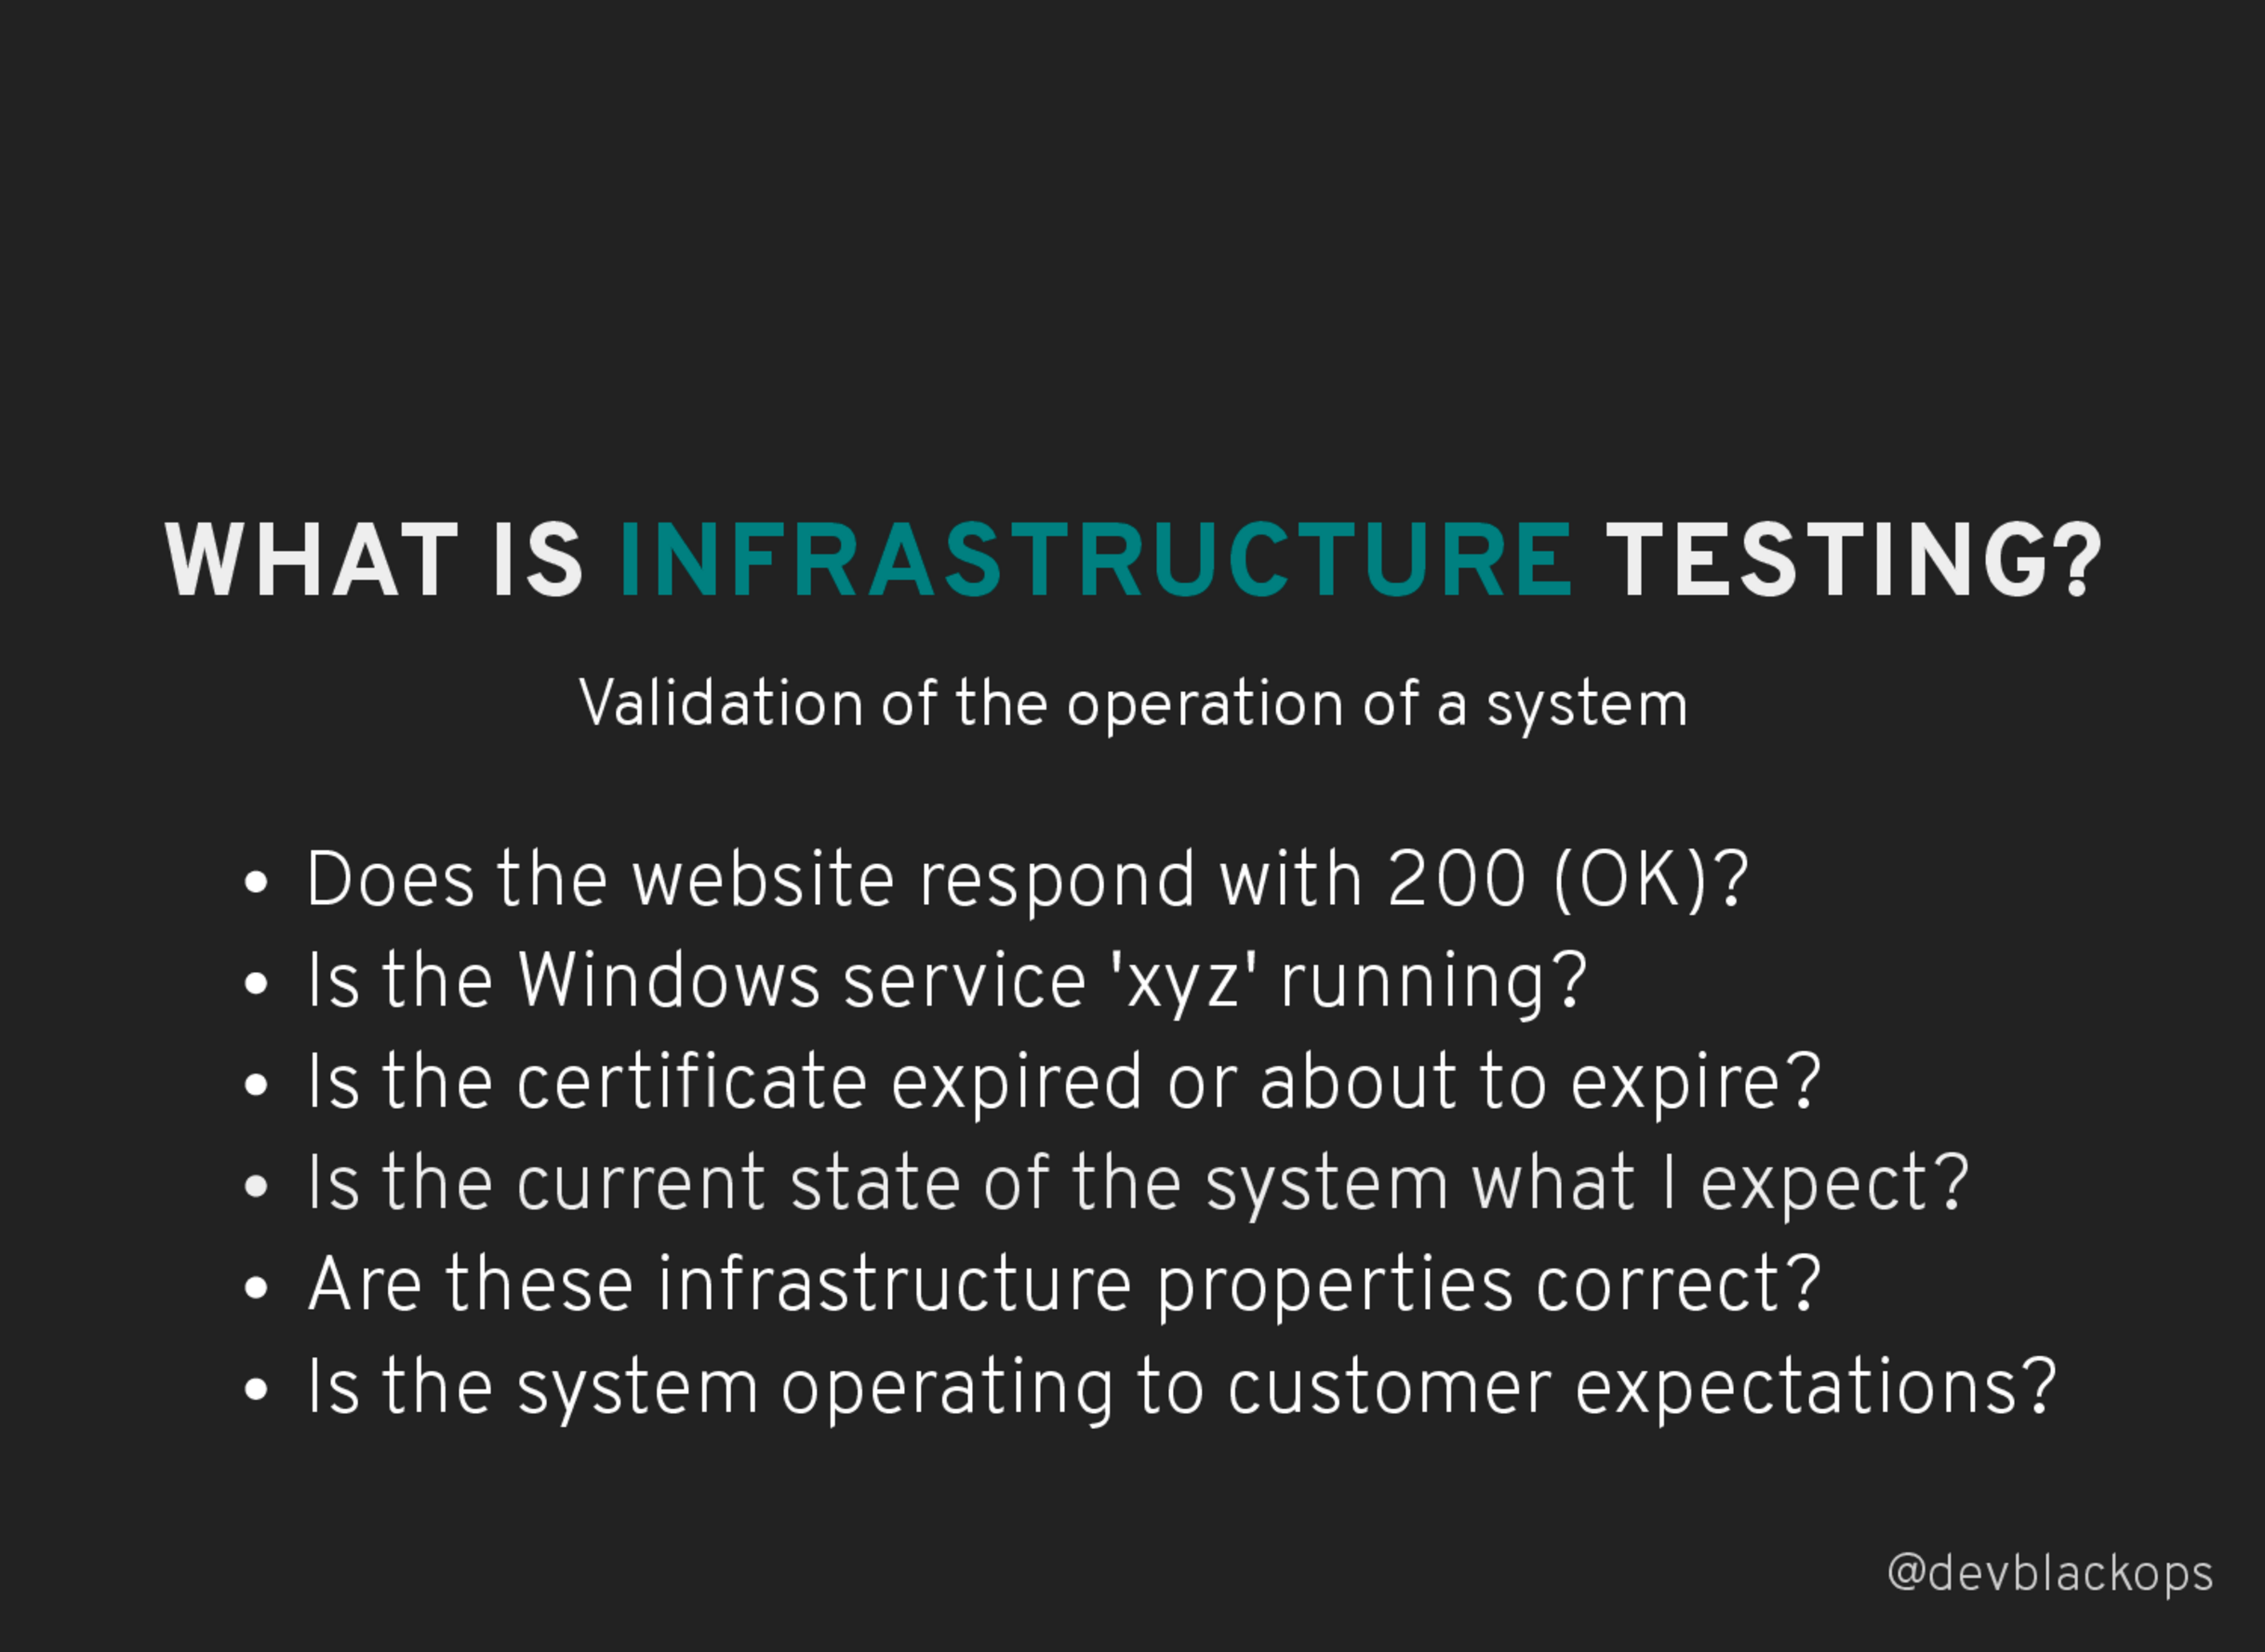 WHAT IS INFRASTRUCTURE TESTING?
Validation of the operation of a system
• Does the website respond with 200 (OK)?
• Is the Windows service 'xyz' running?
• Is the certificate expired or about to expire?
• Is the current state of the system what I expect?
• Are these infrastructure properties correct?
• Is the system operating to customer expectations?
@devblackops